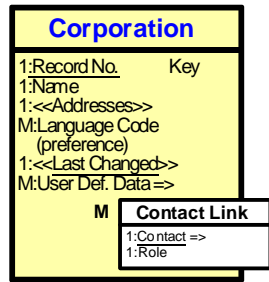 Corporation
1:Record No. Key
1:Name
1:<<Addresses>>
M:Language Code
(preference)
1:<<Last Changed>>
M:User Def. Data=>
M Contact Link
1:Contact =>
1:Role